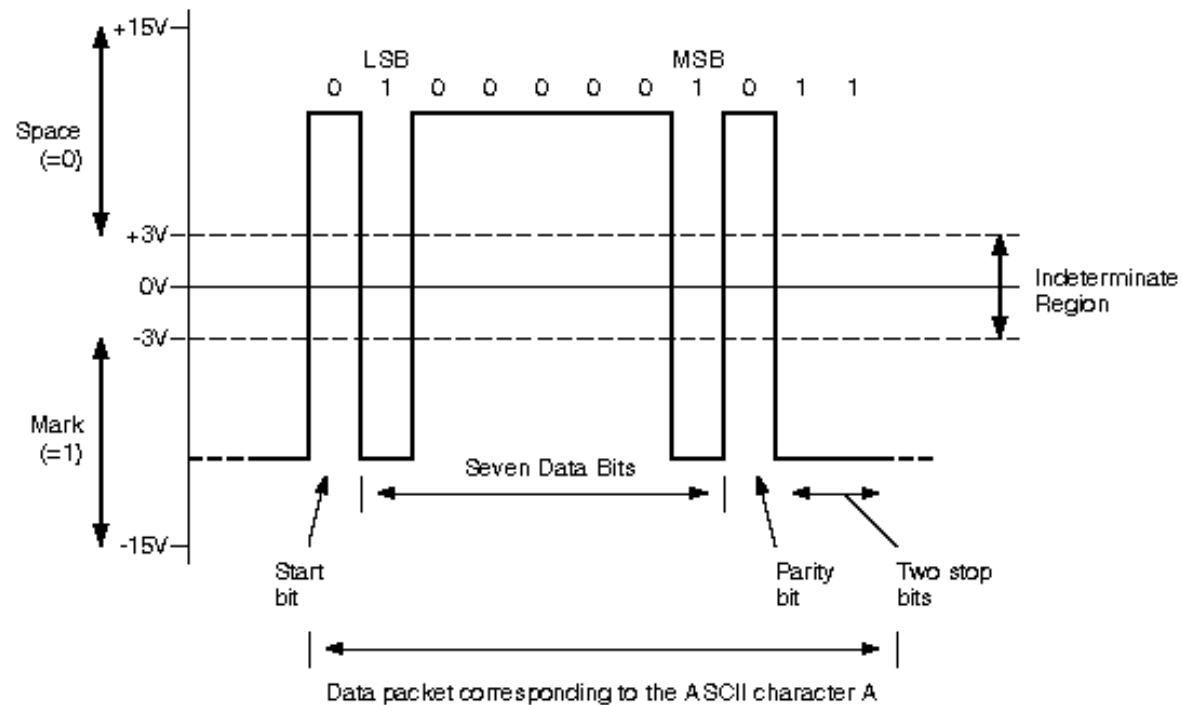 +15V
LSB MSB
0 1 0 0 0 0 0 1 0 1 1
Space
(=0)
+3V
0V
Indeterminate
Region
-3V
Mark
(=1)
Seven Data Bits
-15V
Start
bit
Parity
bit
Two stop
bits
Data packet corresponding to the ASCII character A